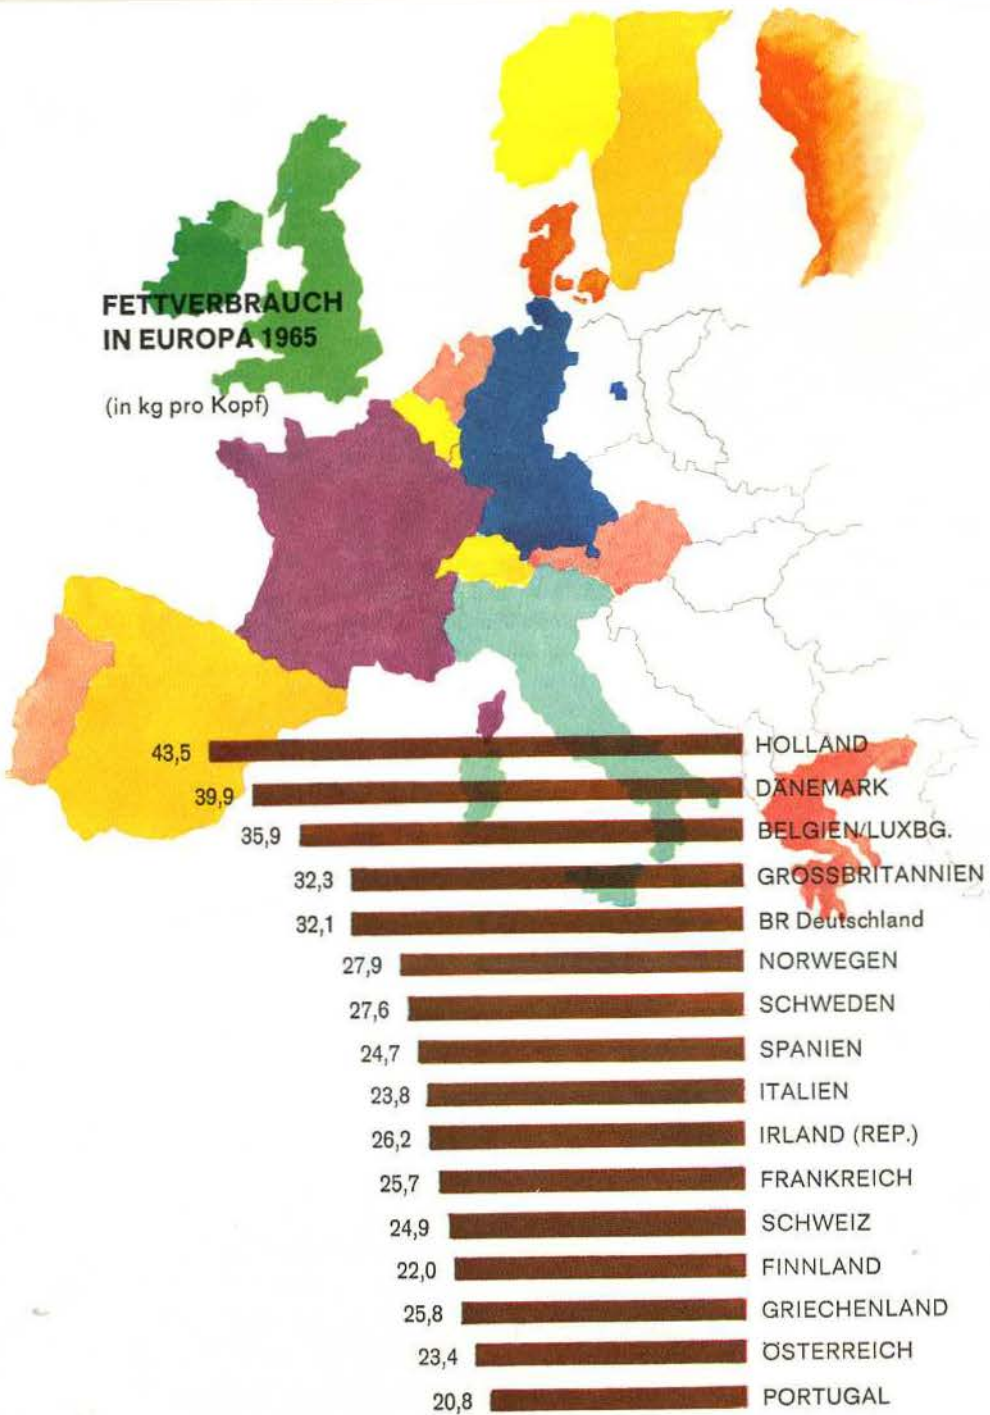 FETTVERBRAUCH
IN EUROPA 1965
(in kg pro Kopf)
43,5 HOLLAND
39,9 DÄNEMARK
35,9 BELGIEN/LUXBG.
32,3 GROSSBRITANNIEN
32,1 BR Deutschland
27,9 NORWEGEN
27,6 SCHWEDEN
24,7 SPANIEN
23,8 ITALIEN
26,2 IRLAND (REP.)
25,7 FRANKREICH
24,9 SCHWEIZ
22,0 FINNLAND
25,8 GRIECHENLAND
23,4 ÖSTERREICH
20,8 PORTUGAL